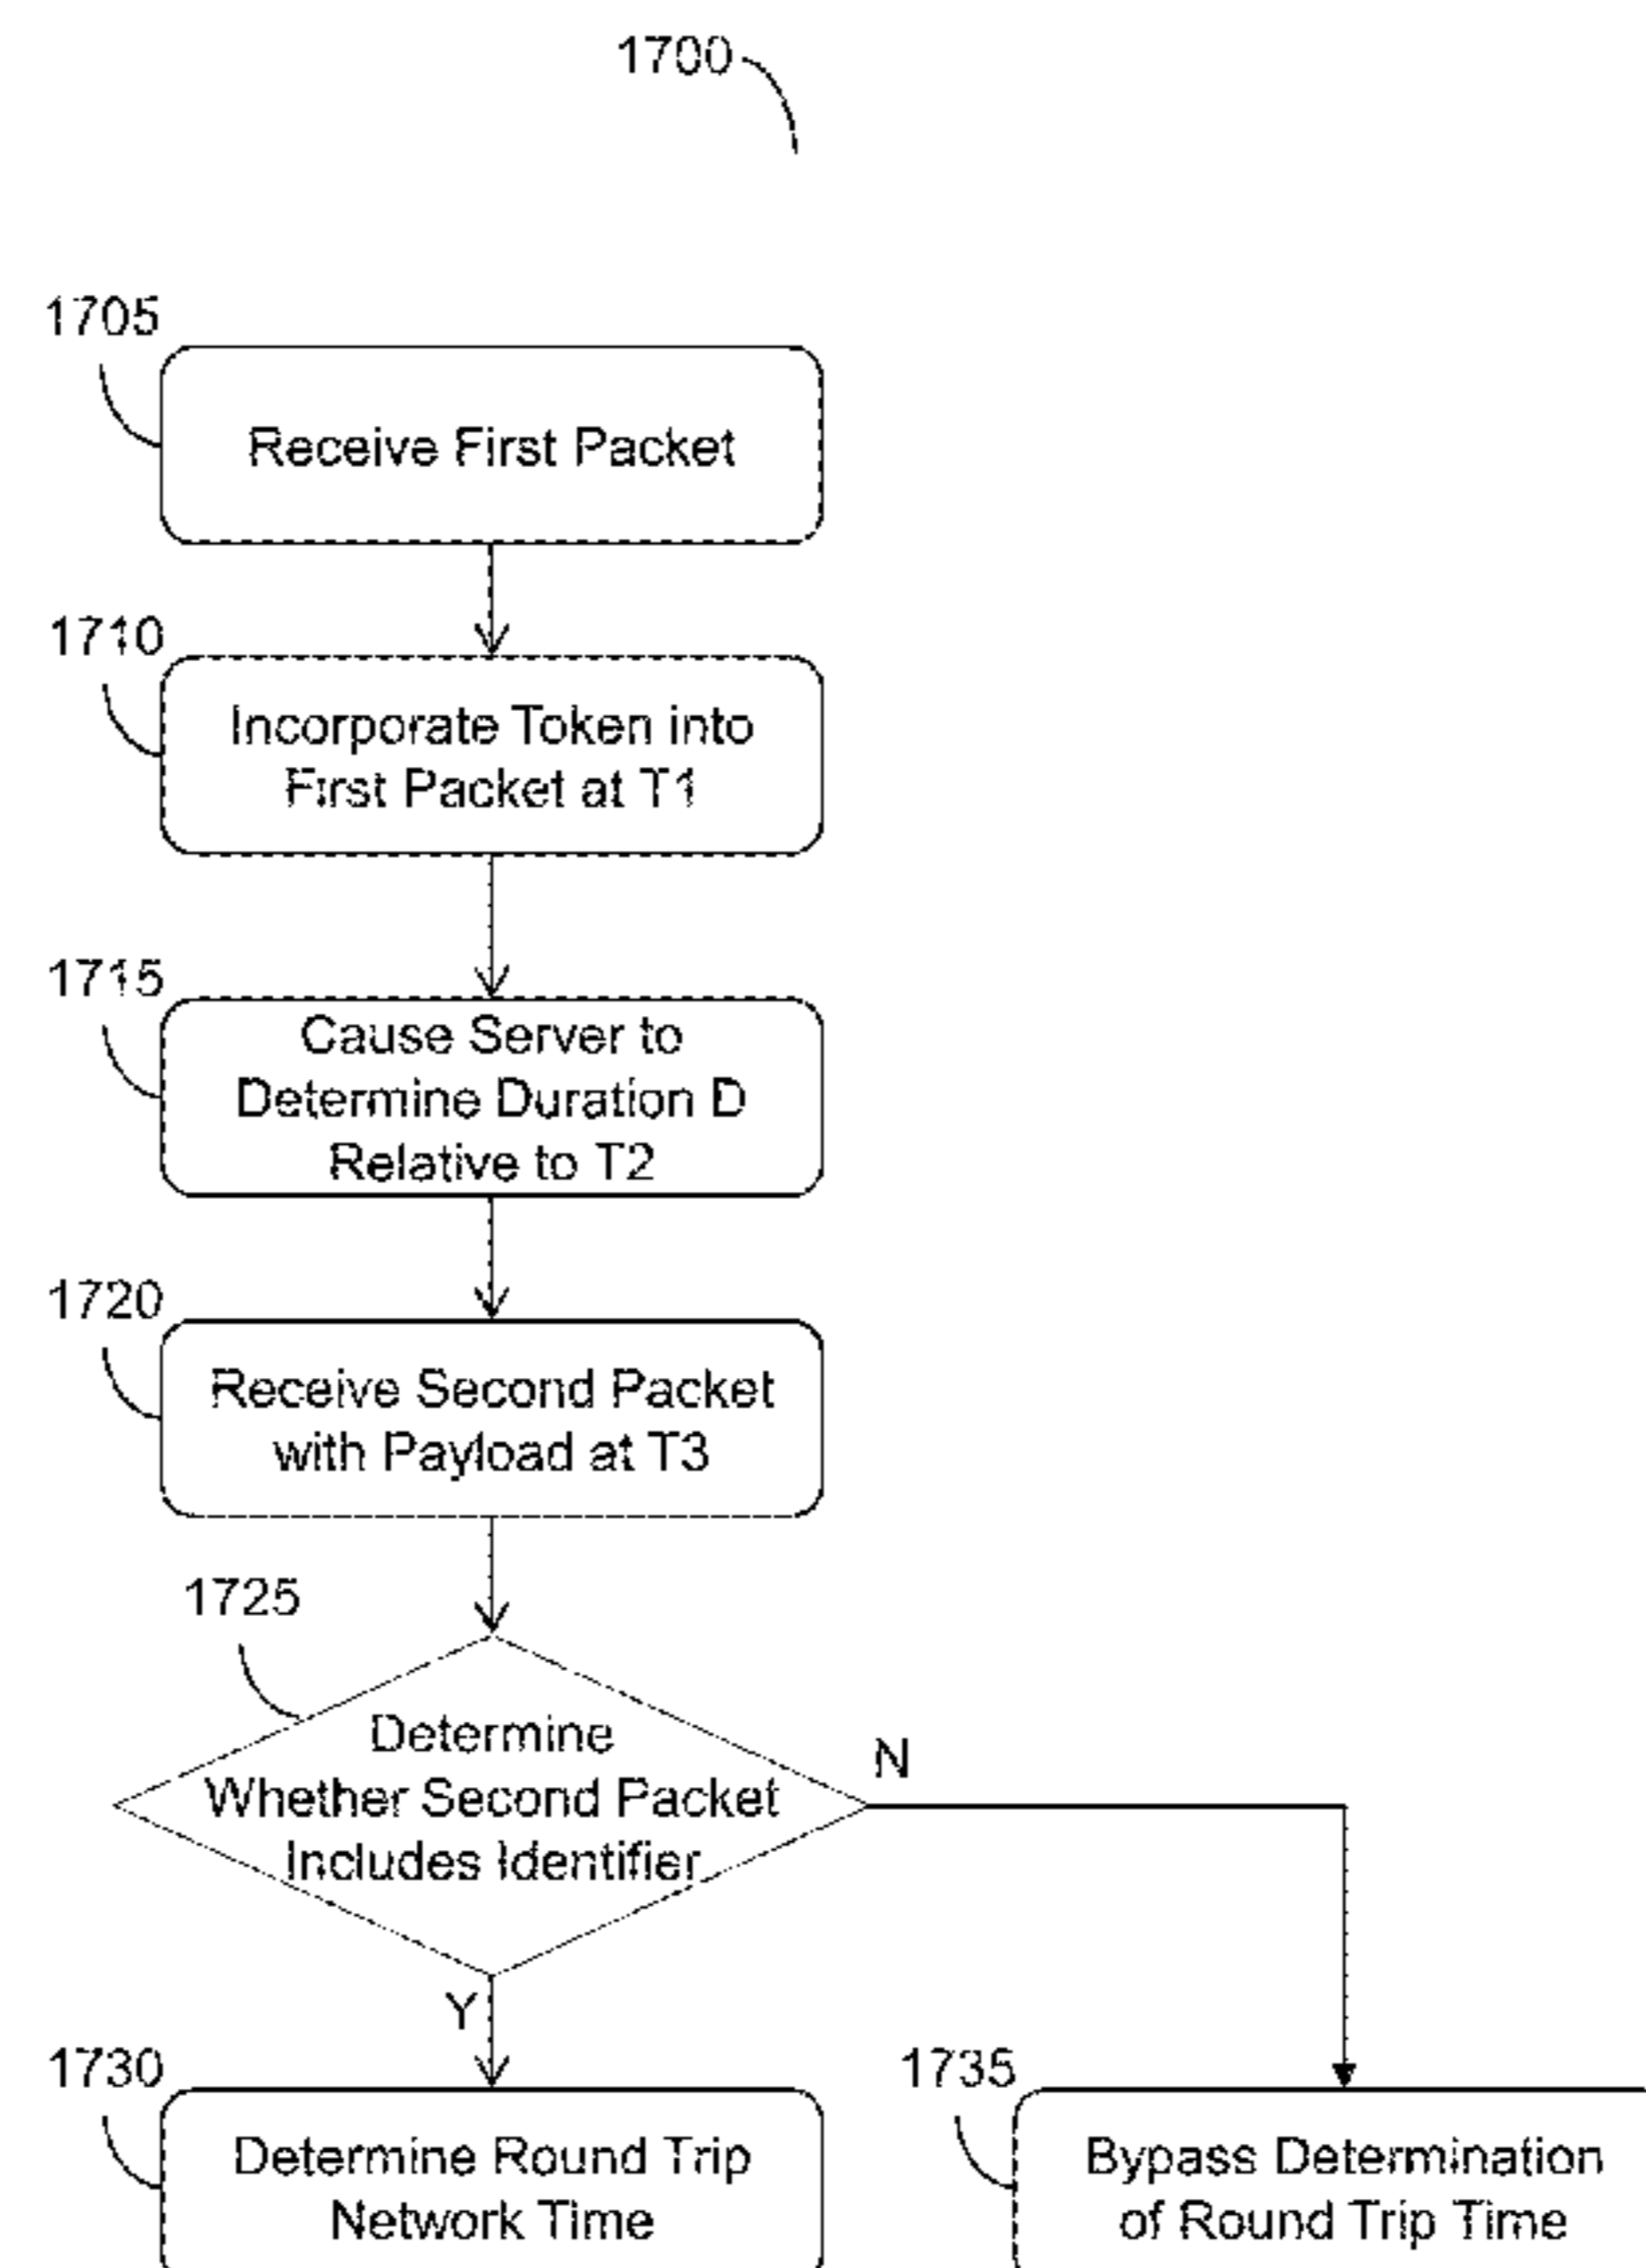 1700
1705
Receive First Packet
1710
Incorporate Token into
First Packet at T1
1715
Cause Server to
Determine Duration D
Relative to T2
1720
Receive Second Packet
with Payload at T3
1725
Determine
Whether Second Packet
Includes Identifier
N
Y
1730
Determine Round Trip
Network Time
1735
Bypass Determination
of Round Trip Time